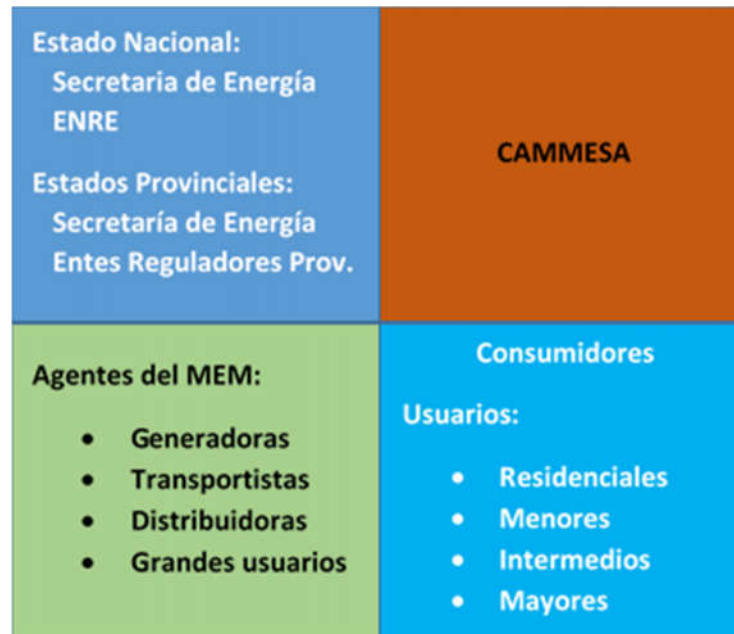 Estado Nacional:
Secretaria de Energía
ENRE
Estados Provinciales:
Secretaría de Energía
Entes Reguladores Prov.
CAMMESA
Agentes del MEM:
• Generadoras
• Transportistas
• Distribuidoras
• Grandes usuarios
Consumidores
Usuarios:
• Residenciales
• Menores
• Intermedios
• Mayores